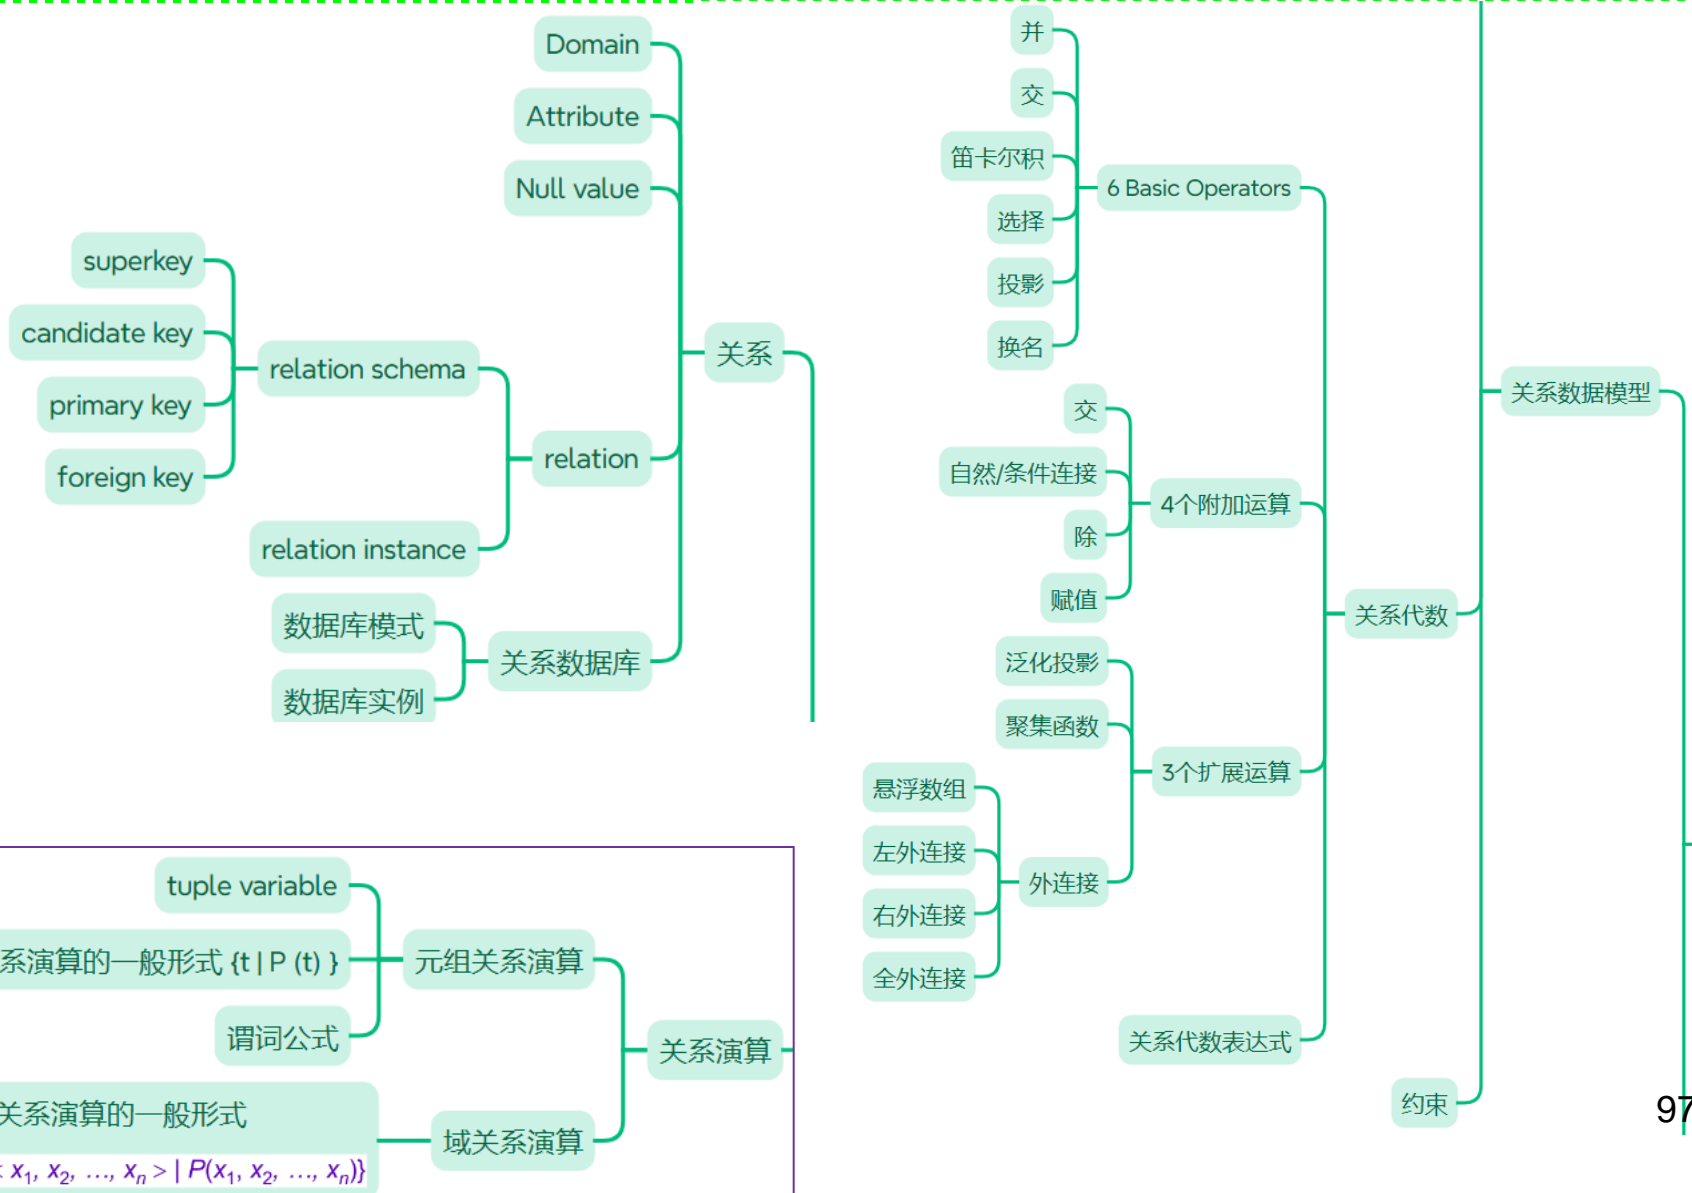 Domain
Attribute
Null value
superkey
candidate key
primary key
foreign key
relation schema
relation instance
relation
数据库模式
数据库实例
关系数据库
关系
并
交
笛卡尔积
选择
投影
换名
6 Basic Operators
交
自然/条件连接
除
赋值
4个附加运算
泛化投影
聚集函数
悬浮数组
左外连接
右外连接
全外连接
外连接
3个扩展运算
关系代数表达式
关系代数
约束
关系数据模型
tuple variable
系演算的一般形式 {t | P (t) }
谓词公式
元组关系演算
关系演算的一般形式
< x1, x2, …, xn > | P(x1, x2, …, xn)}
域关系演算
关系演算
97